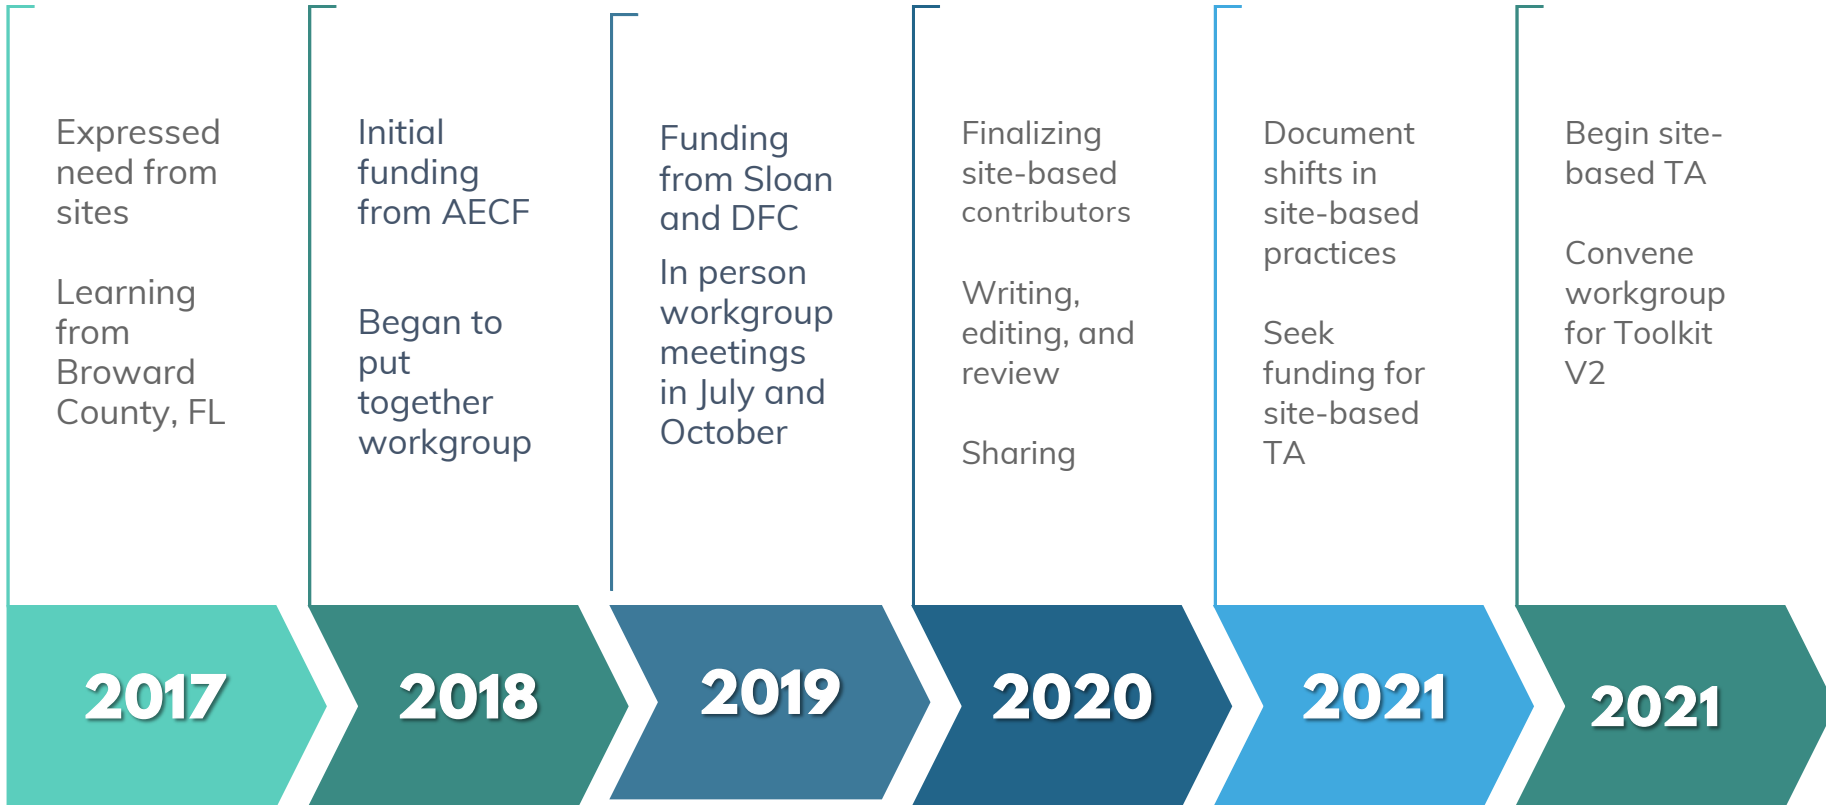 Expressed
need from
sites
Learning
from
Broward
County, FL
Initial
funding
from AECF
Began to
put
together
workgroup
Funding
from Sloan
and DFC
In person
workgroup
meetings
in July and
October
Finalizing
site-based
contributors
Writing,
editing, and
review
Sharing
Document
shifts in
site-based
practices
Seek
funding for
site-based
TA
Begin site-
based TA
Convene
workgroup
for Toolkit
V2
2017
2018
2019
2020
2021
2021